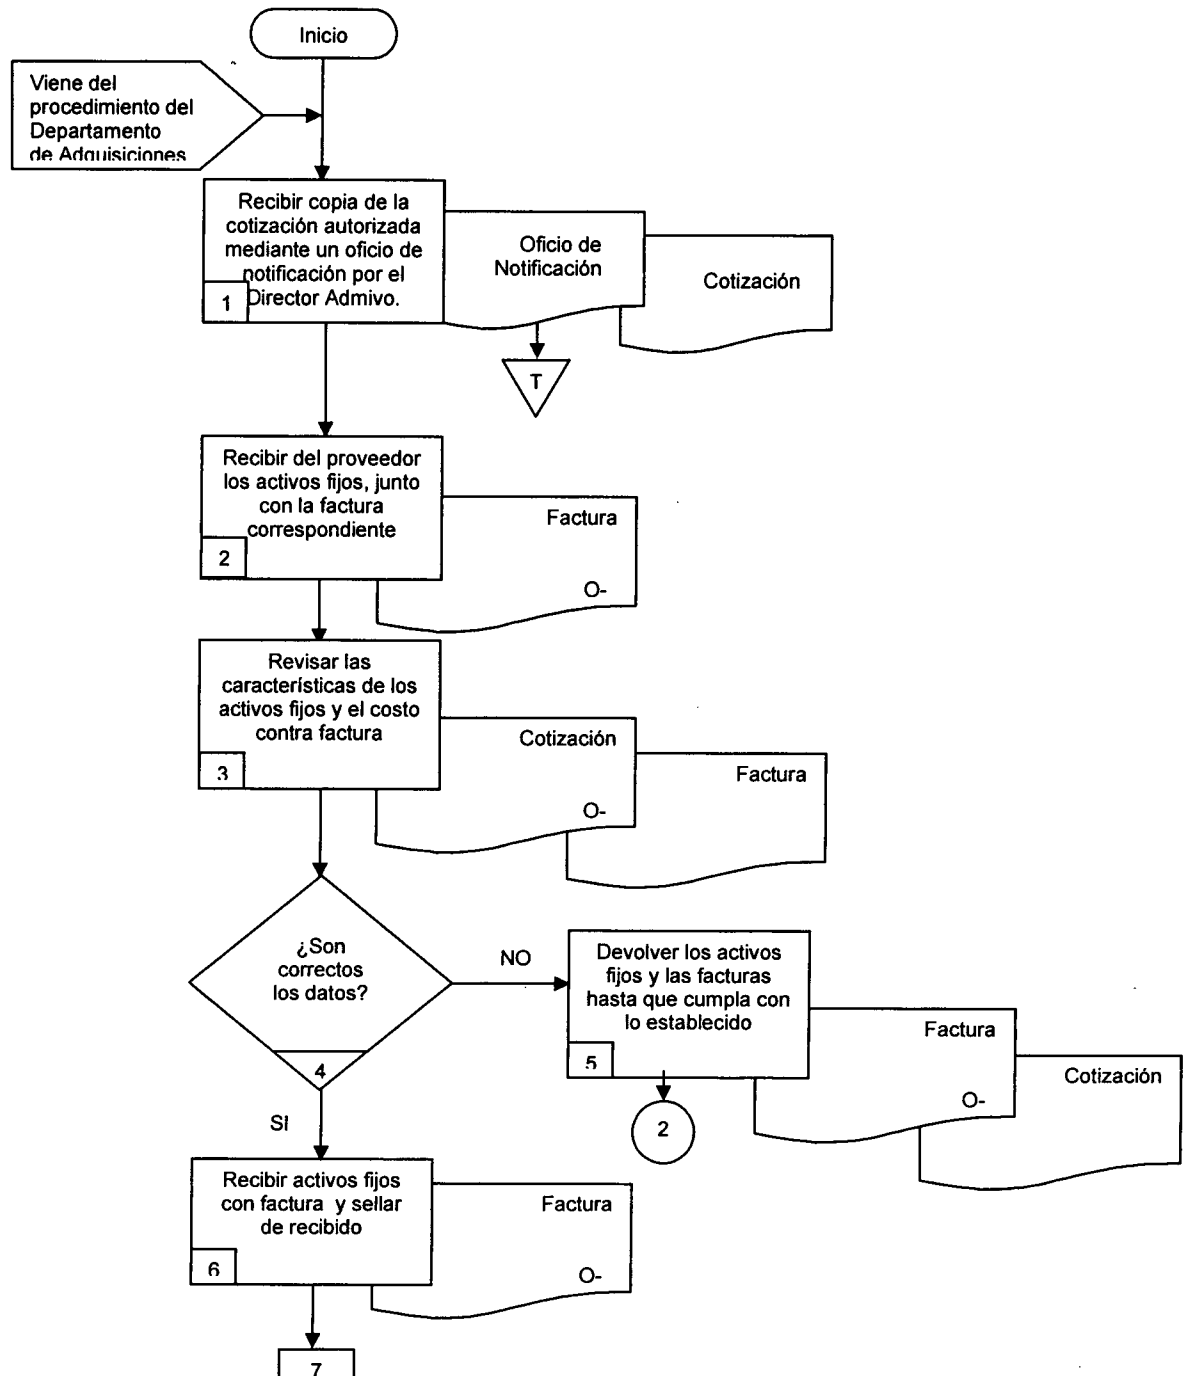 Inicio
Viene del
procedimiento del
Departamento
de Adquisiciones
Recibir copia de la
cotización autorizada
mediante un oficio de
notificación por el
Director Admivo.
1
Oficio de
Notificación
Cotización
T
Recibir del proveedor
los activos fijos, junto
con la factura
correspondiente
2
Factura
O-
Revisar las
características de los
activos fijos y el costo
contra factura
3
Cotización
O-
Factura
¿Son
correctos
los datos?
4
NO
Devolver los activos
fijos y las facturas
hasta que cumpla con
lo establecido
5
Factura
O-
Cotización
2
SI
Recibir activos fijos
con factura y sellar
de recibido
6
Factura
O-
7